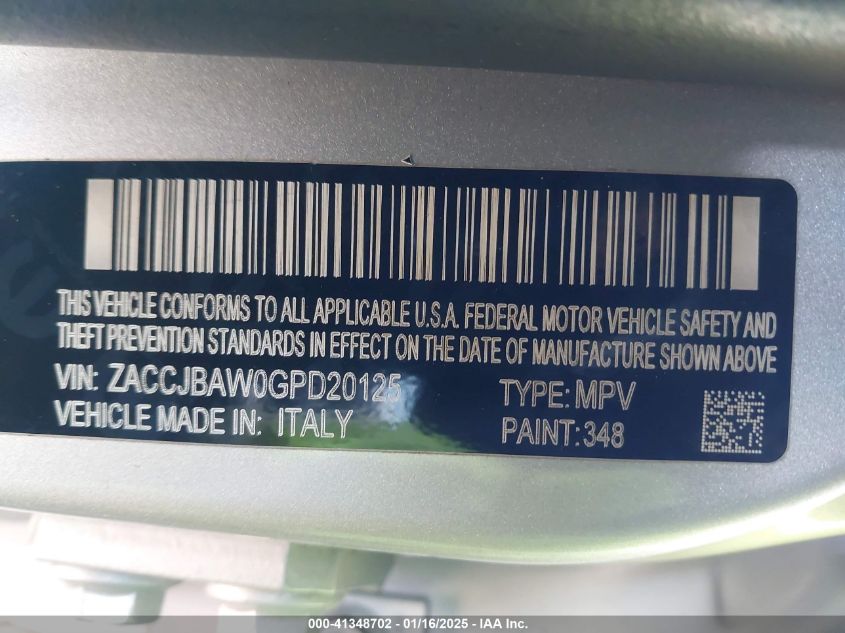 THIS VEHICLE CONFORMS TO ALL APPLICABLE U.S.A. FEDERAL MOTOR VEHICLE SAFETY AND
THEFT PREVENTION STANDARDS IN EFFECT ON THE DATE OF MANUFACTURE SHOWN ABOVE
VIN: ZACCJBAW0GPD20125 TYPE: MPV
VEHICLE MADE IN: ITALY PAINT: 348
000-41348702 - 01/16/2025 - IAA Inc.